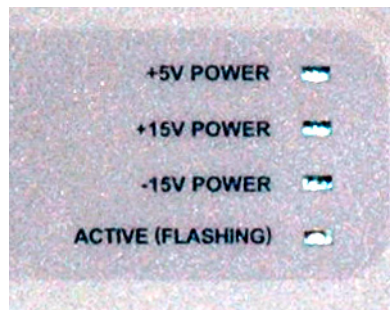 +5V POWER
+15V POWER
-15V POWER
ACTIVE (FLASHING)